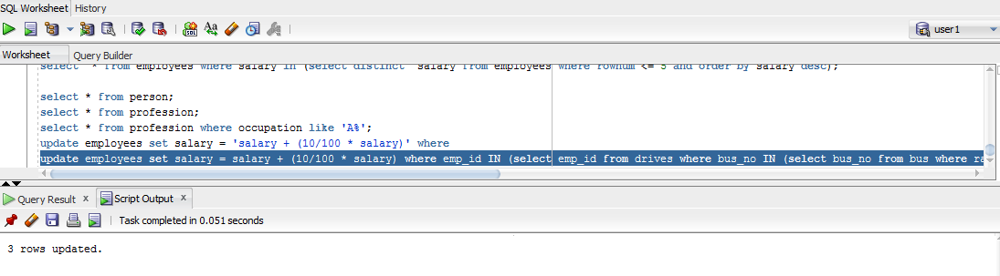 SQL Worksheet History
user1
Worksheet Query Builder
select * from employees where salary in (select distinct salary from employees where rownum <= 5 and order by salary desc);
select * from person;
select * from profession;
select * from profession where occupation like 'A%';
update employees set salary = 'salary + (10/100 * salary)' where
update employees set salary = salary + (10/100 * salary) where emp_id IN (select emp_id from drives where bus_no IN (select bus_no from bus where ra
Query Result x Script Output x
Task completed in 0.051 seconds
3 rows updated.